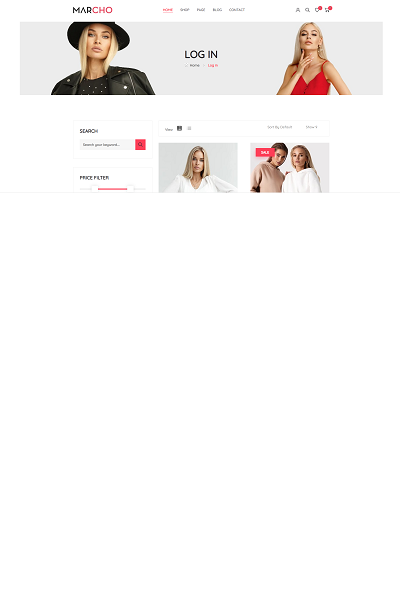 MARCHO
HOME SHOP PAGE BLOG CONTACT
LOG IN
Home Log in
SEARCH
Search your keyword...
View
Sort by Default
Show 9
SALE
PRICE FILTER